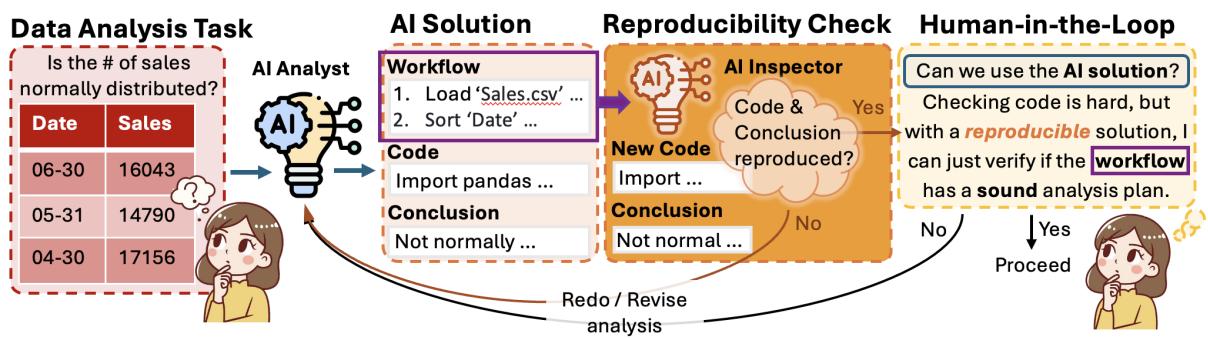 Data Analysis Task
Is the # of sales
normally distributed?
Date Sales
06-30 16043
05-31 14790
04-30 17156
?
AI Analyst
AI
AI Solution
Workflow
1. Load ‘Sales.csv’ ...
2. Sort ‘Date’ ...
Code
Import pandas ...
Conclusion
Not normally ...
Reproducibility Check
AI
AI Inspector
Code &
Conclusion
reproduced?
New Code
Import ...
Conclusion
Not normal ...
Yes
No
Human-in-the-Loop
Can we use the AI solution?
Checking code is hard, but
with a reproducible solution, I
can just verify if the workflow
has a sound analysis plan.
No
Yes
Proceed
Redo / Revise
analysis